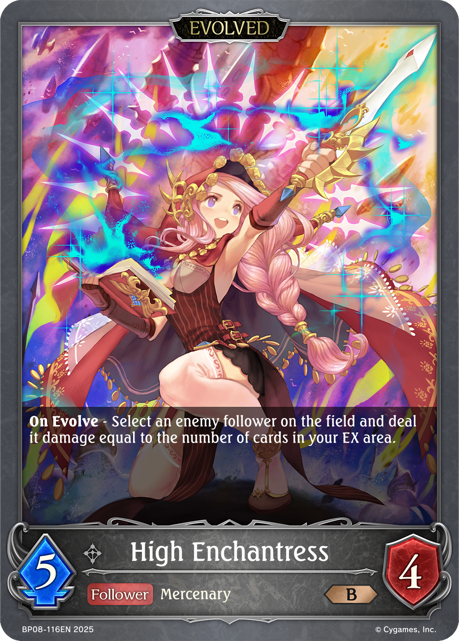 EVOLVED
On Evolve - Select an enemy follower on the field and deal
it damage equal to the number of cards in your EX area.
High Enchantress
5
4
Follower Mercenary
B
BP08-116EN 2025
© Cygames, Inc.